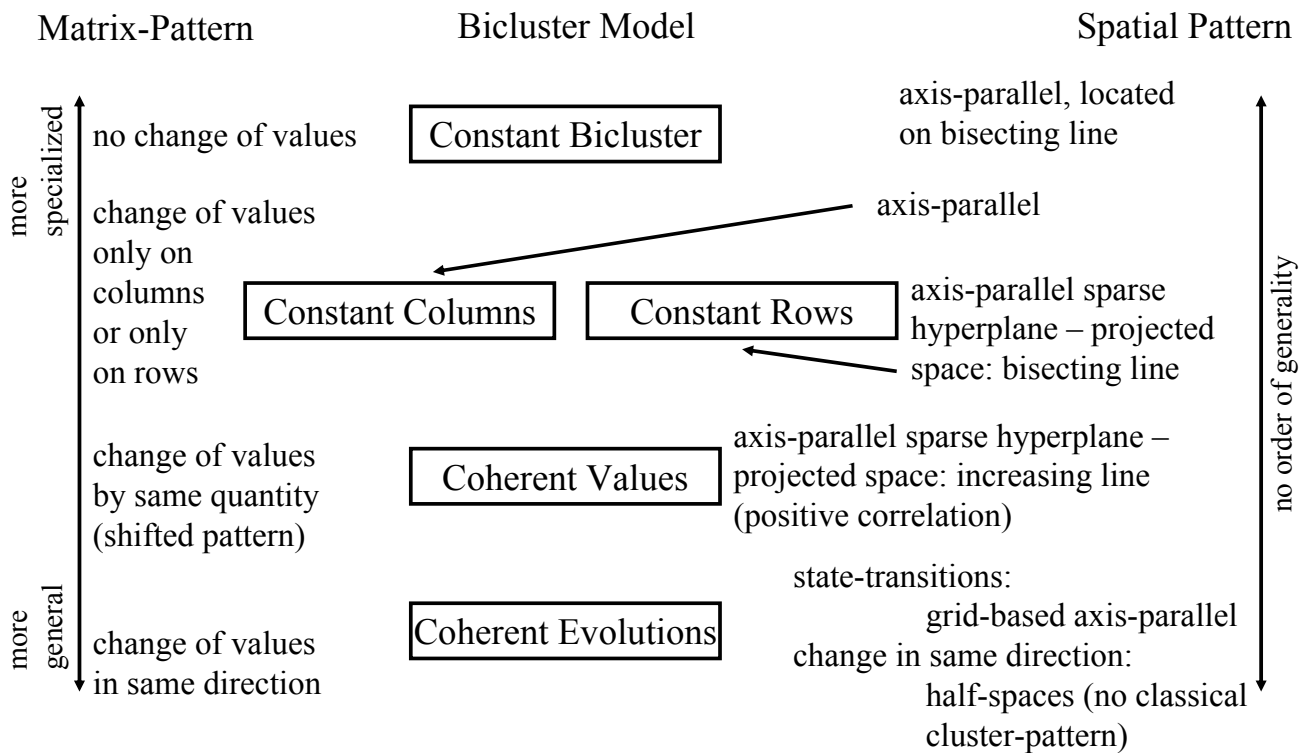 Matrix-Pattern
Bicluster Model
Spatial Pattern
more
specialized
no change of values
Constant Bicluster
axis-parallel, located
on bisecting line
change of values
only on
columns
or only
on rows
axis-parallel
Constant Columns
Constant Rows
axis-parallel sparse
hyperplane – projected
space: bisecting line
no order of generality
change of values
by same quantity
(shifted pattern)
Coherent Values
axis-parallel sparse hyperplane –
projected space: increasing line
(positive correlation)
more
general
change of values
in same direction
Coherent Evolutions
state-transitions:
grid-based axis-parallel
change in same direction:
half-spaces (no classical
cluster-pattern)